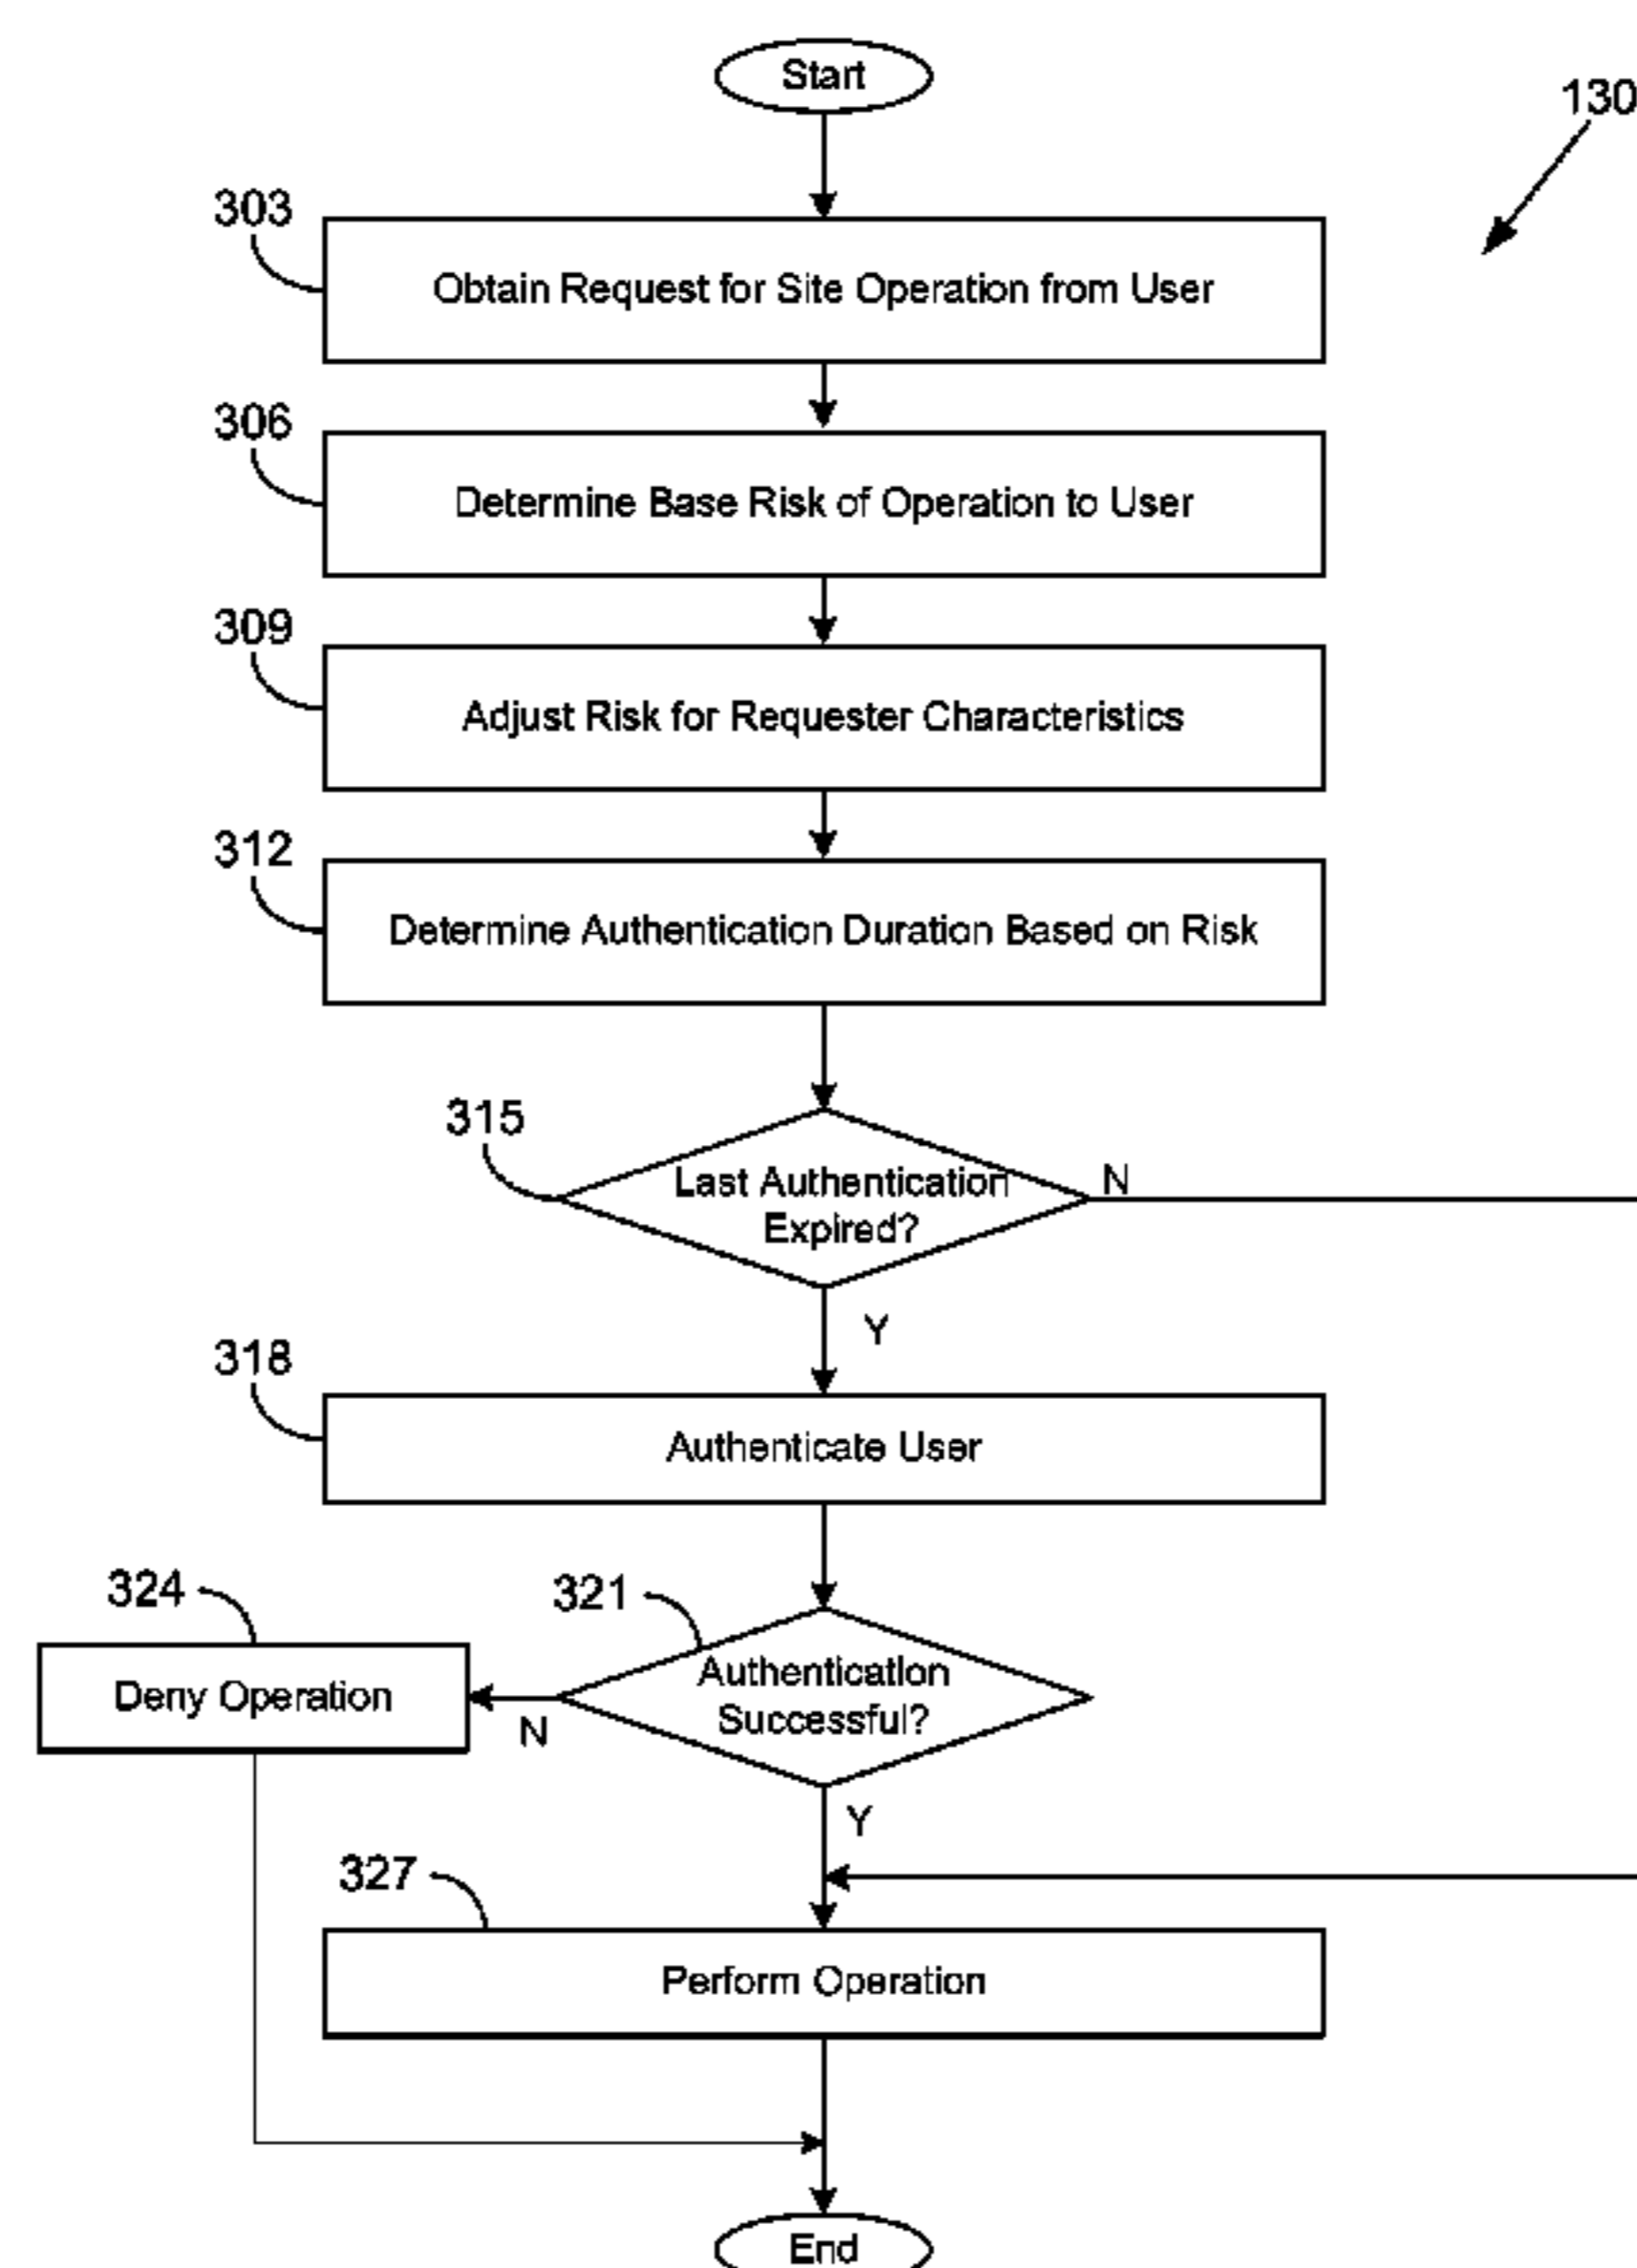 Start
130
303
Obtain Request for Site Operation from User
306
Determine Base Risk of Operation to User
309
Adjust Risk for Requester Characteristics
312
Determine Authentication Duration Based on Risk
315
Last Authentication
Expired?
N
Y
318
Authenticate User
324
321
Deny Operation
Authentication
Successful?
N
Y
327
Perform Operation
End